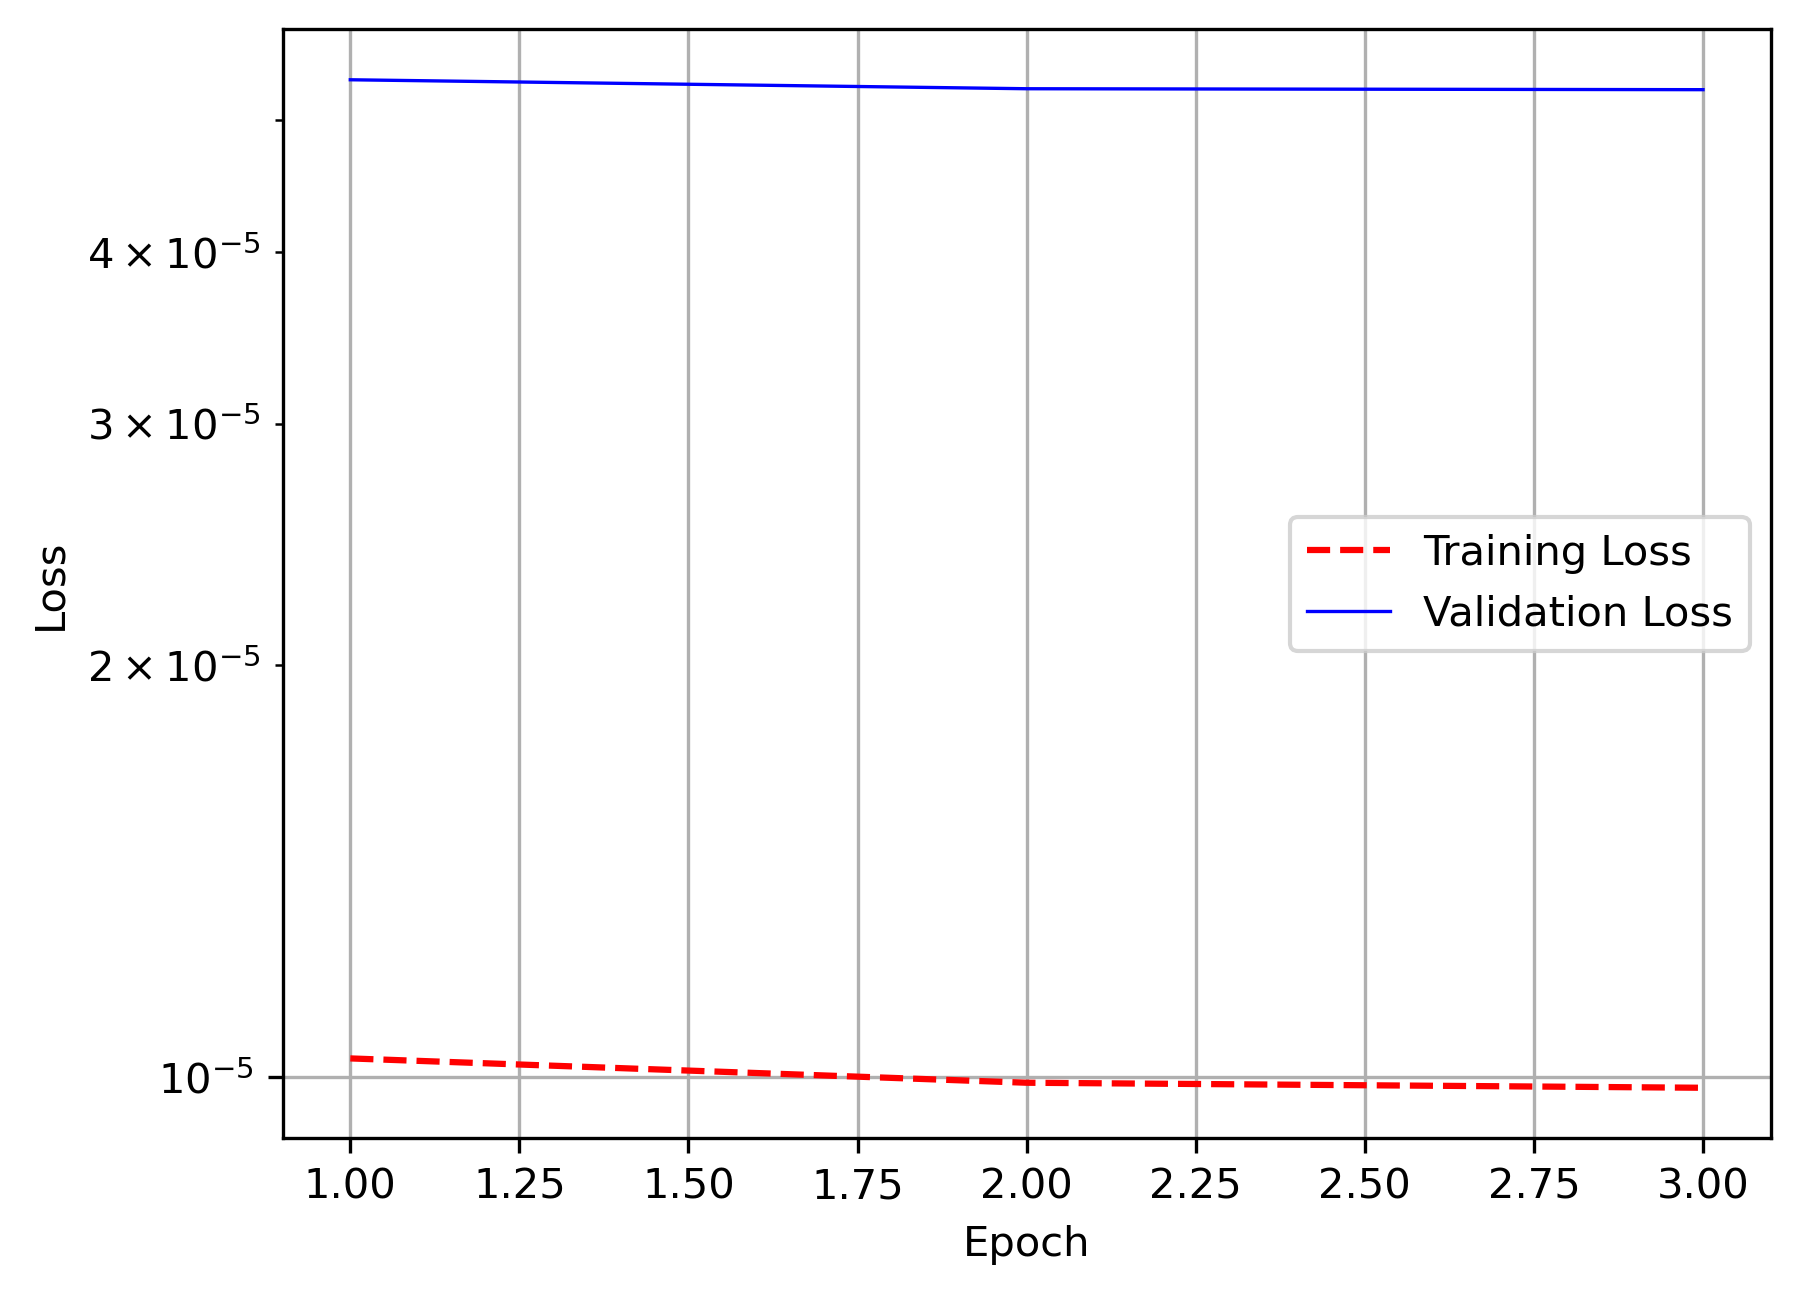 4 × 10⁻⁵
3 × 10⁻⁵
2 × 10⁻⁵
10⁻⁵
Loss
Training Loss
Validation Loss
1.00 1.25 1.50 1.75 2.00 2.25 2.50 2.75 3.00
Epoch